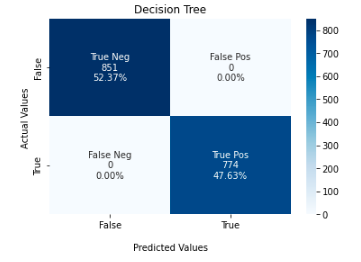 Decision Tree
True Neg
851
52.37%
False Pos
0
0.00%
False Neg
0
0.00%
True Pos
774
47.63%
False
True
Actual Values
False
True
Predicted Values
800
700
600
500
400
300
200
100
0